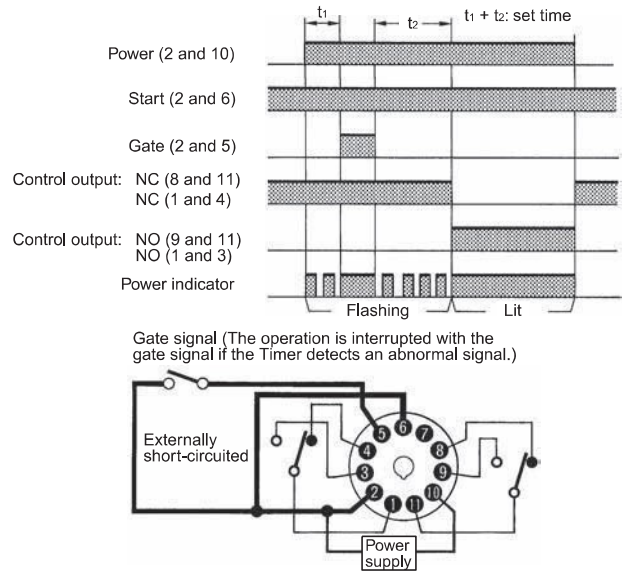 t₁
t₂
t₁ + t₂: set time
Power (2 and 10)
Start (2 and 6)
Gate (2 and 5)
Control output: NC (8 and 11)
NC (1 and 4)
Control output: NO (9 and 11)
NO (1 and 3)
Power indicator
Flashing
Lit
Gate signal (The operation is interrupted with the
gate signal if the Timer detects an abnormal signal.)
Externally
short-circuited
5
6
7
4
8
3
9
2
10
1
11
Power
supply